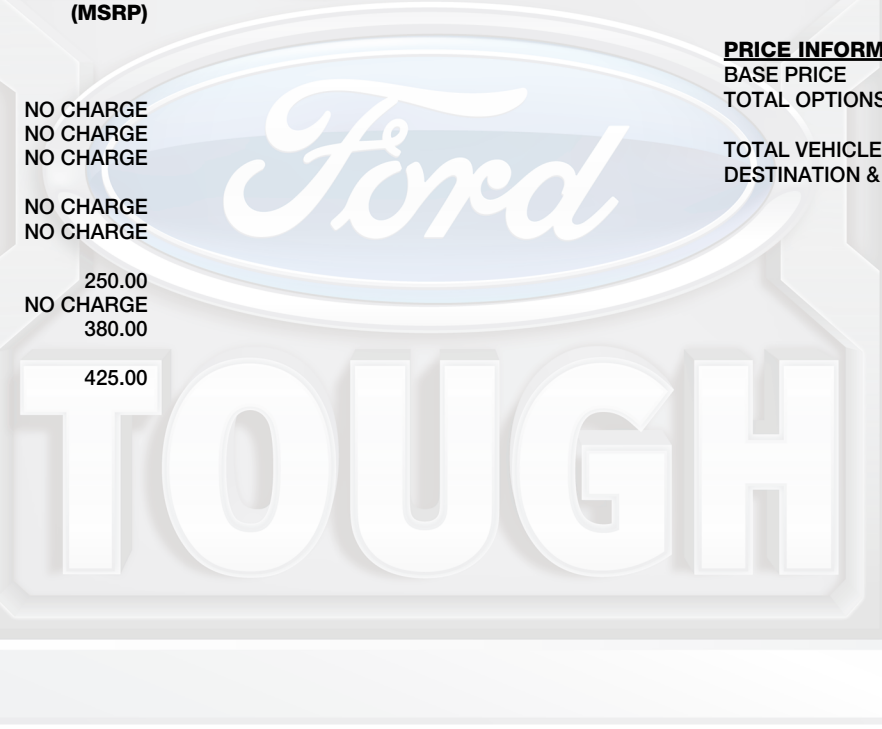 (MSRP)
NO CHARGE
NO CHARGE
NO CHARGE
NO CHARGE
NO CHARGE
250.00
NO CHARGE
380.00
425.00
PRICE INFORM
BASE PRICE
TOTAL OPTIONS
TOTAL VEHICLE
DESTINATION &
Ford
TOUGH